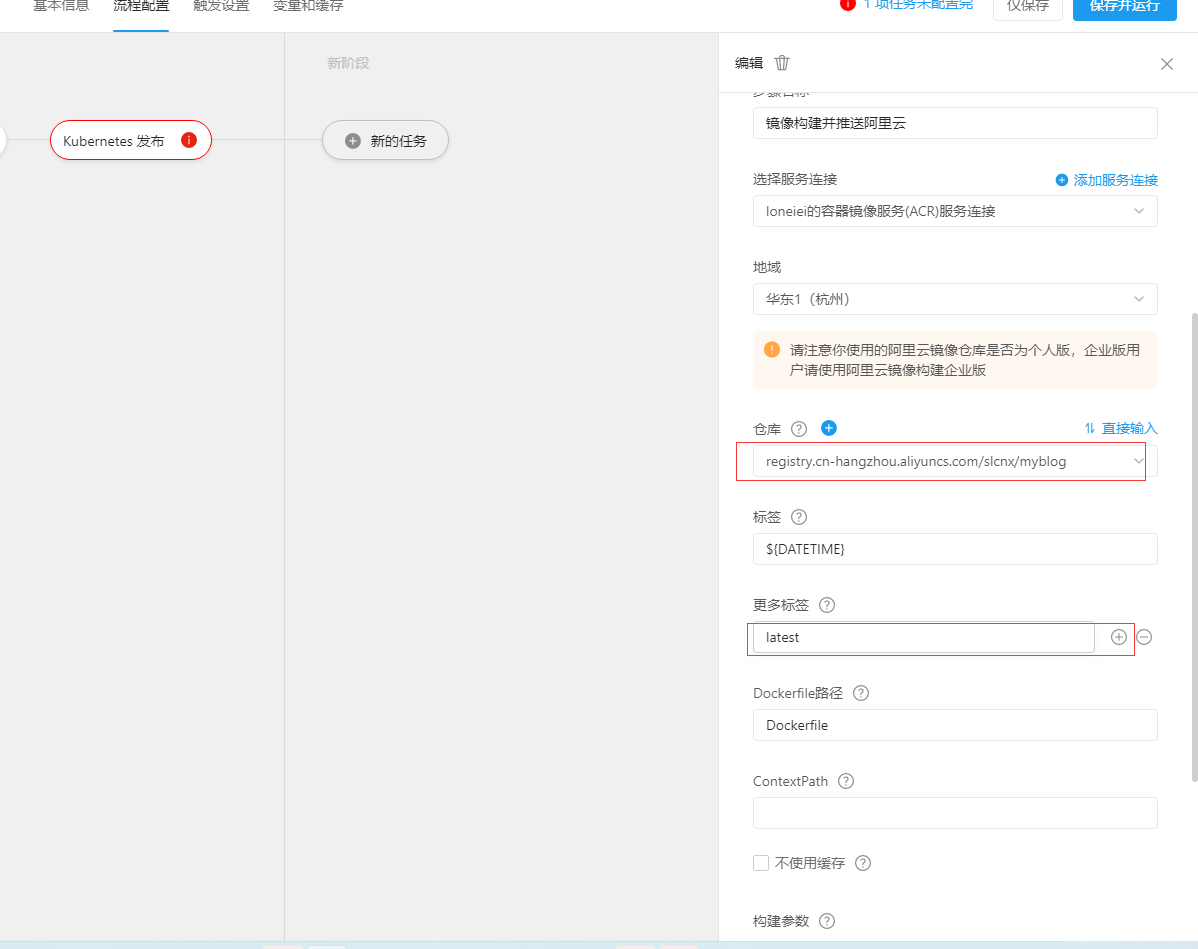 基本信息 流程配置 触发设置 变量和缓存
1 项任务未配置完 仅保存 保存并运行
新阶段
编辑
步骤名称
Kubernetes 发布
新的任务
镜像构建并推送阿里云
选择服务连接
添加服务连接
loneiei的容器镜像服务(ACR)服务连接
地域
华东1（杭州）
请注意你使用的阿里云镜像仓库是否为个人版，企业版用
户请使用阿里云镜像构建企业版
仓库
直接输入
registry.cn-hangzhou.aliyuncs.com/slcnx/myblog
标签
${DATETIME}
更多标签
latest
Dockerfile路径
Dockerfile
ContextPath
不使用缓存
构建参数